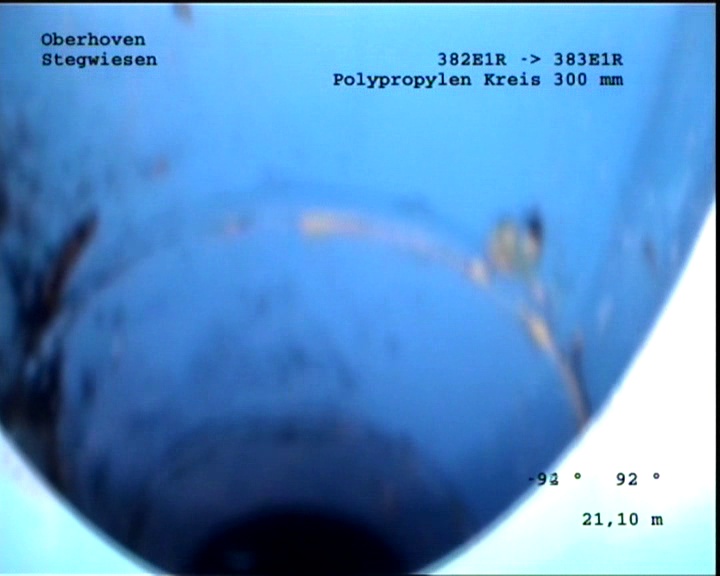 Oberhoven
Stegwiesen
382E1R -> 383E1R
Polypropylen Kreis 300 mm
92 °
21,10 m